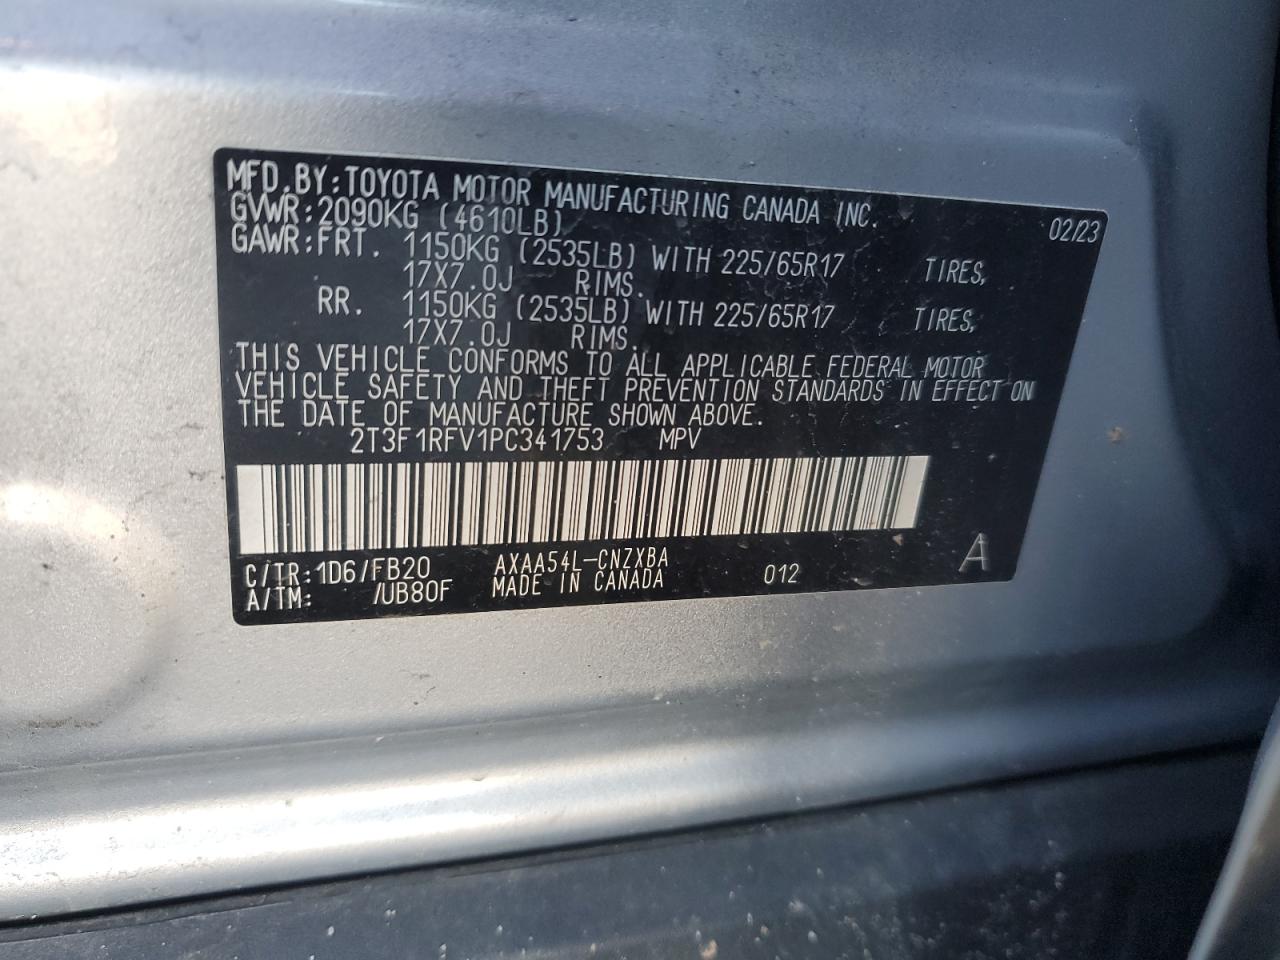 MFD.BY:TOYOTA MOTOR MANUFACTURING CANADA INC. 02/23
GVWR:2090KG (4610LB)
GAWR:FRT. 1150KG (2535LB) WITH 225/65R17 TIRES,
17X7.0J RIMS.
RR. 1150KG (2535LB) WITH 225/65R17 TIRES,
17X7.0J RIMS.
THIS VEHICLE CONFORMS TO ALL APPLICABLE FEDERAL MOTOR
VEHICLE SAFETY AND THEFT PREVENTION STANDARDS IN EFFECT ON
THE DATE OF MANUFACTURE SHOWN ABOVE.
2T3F1RFV1PC341753 MPV
C/TR:1D6/FB20 AXAA54L-CNZXBA 012 A
A/TM: /UB80F MADE IN CANADA